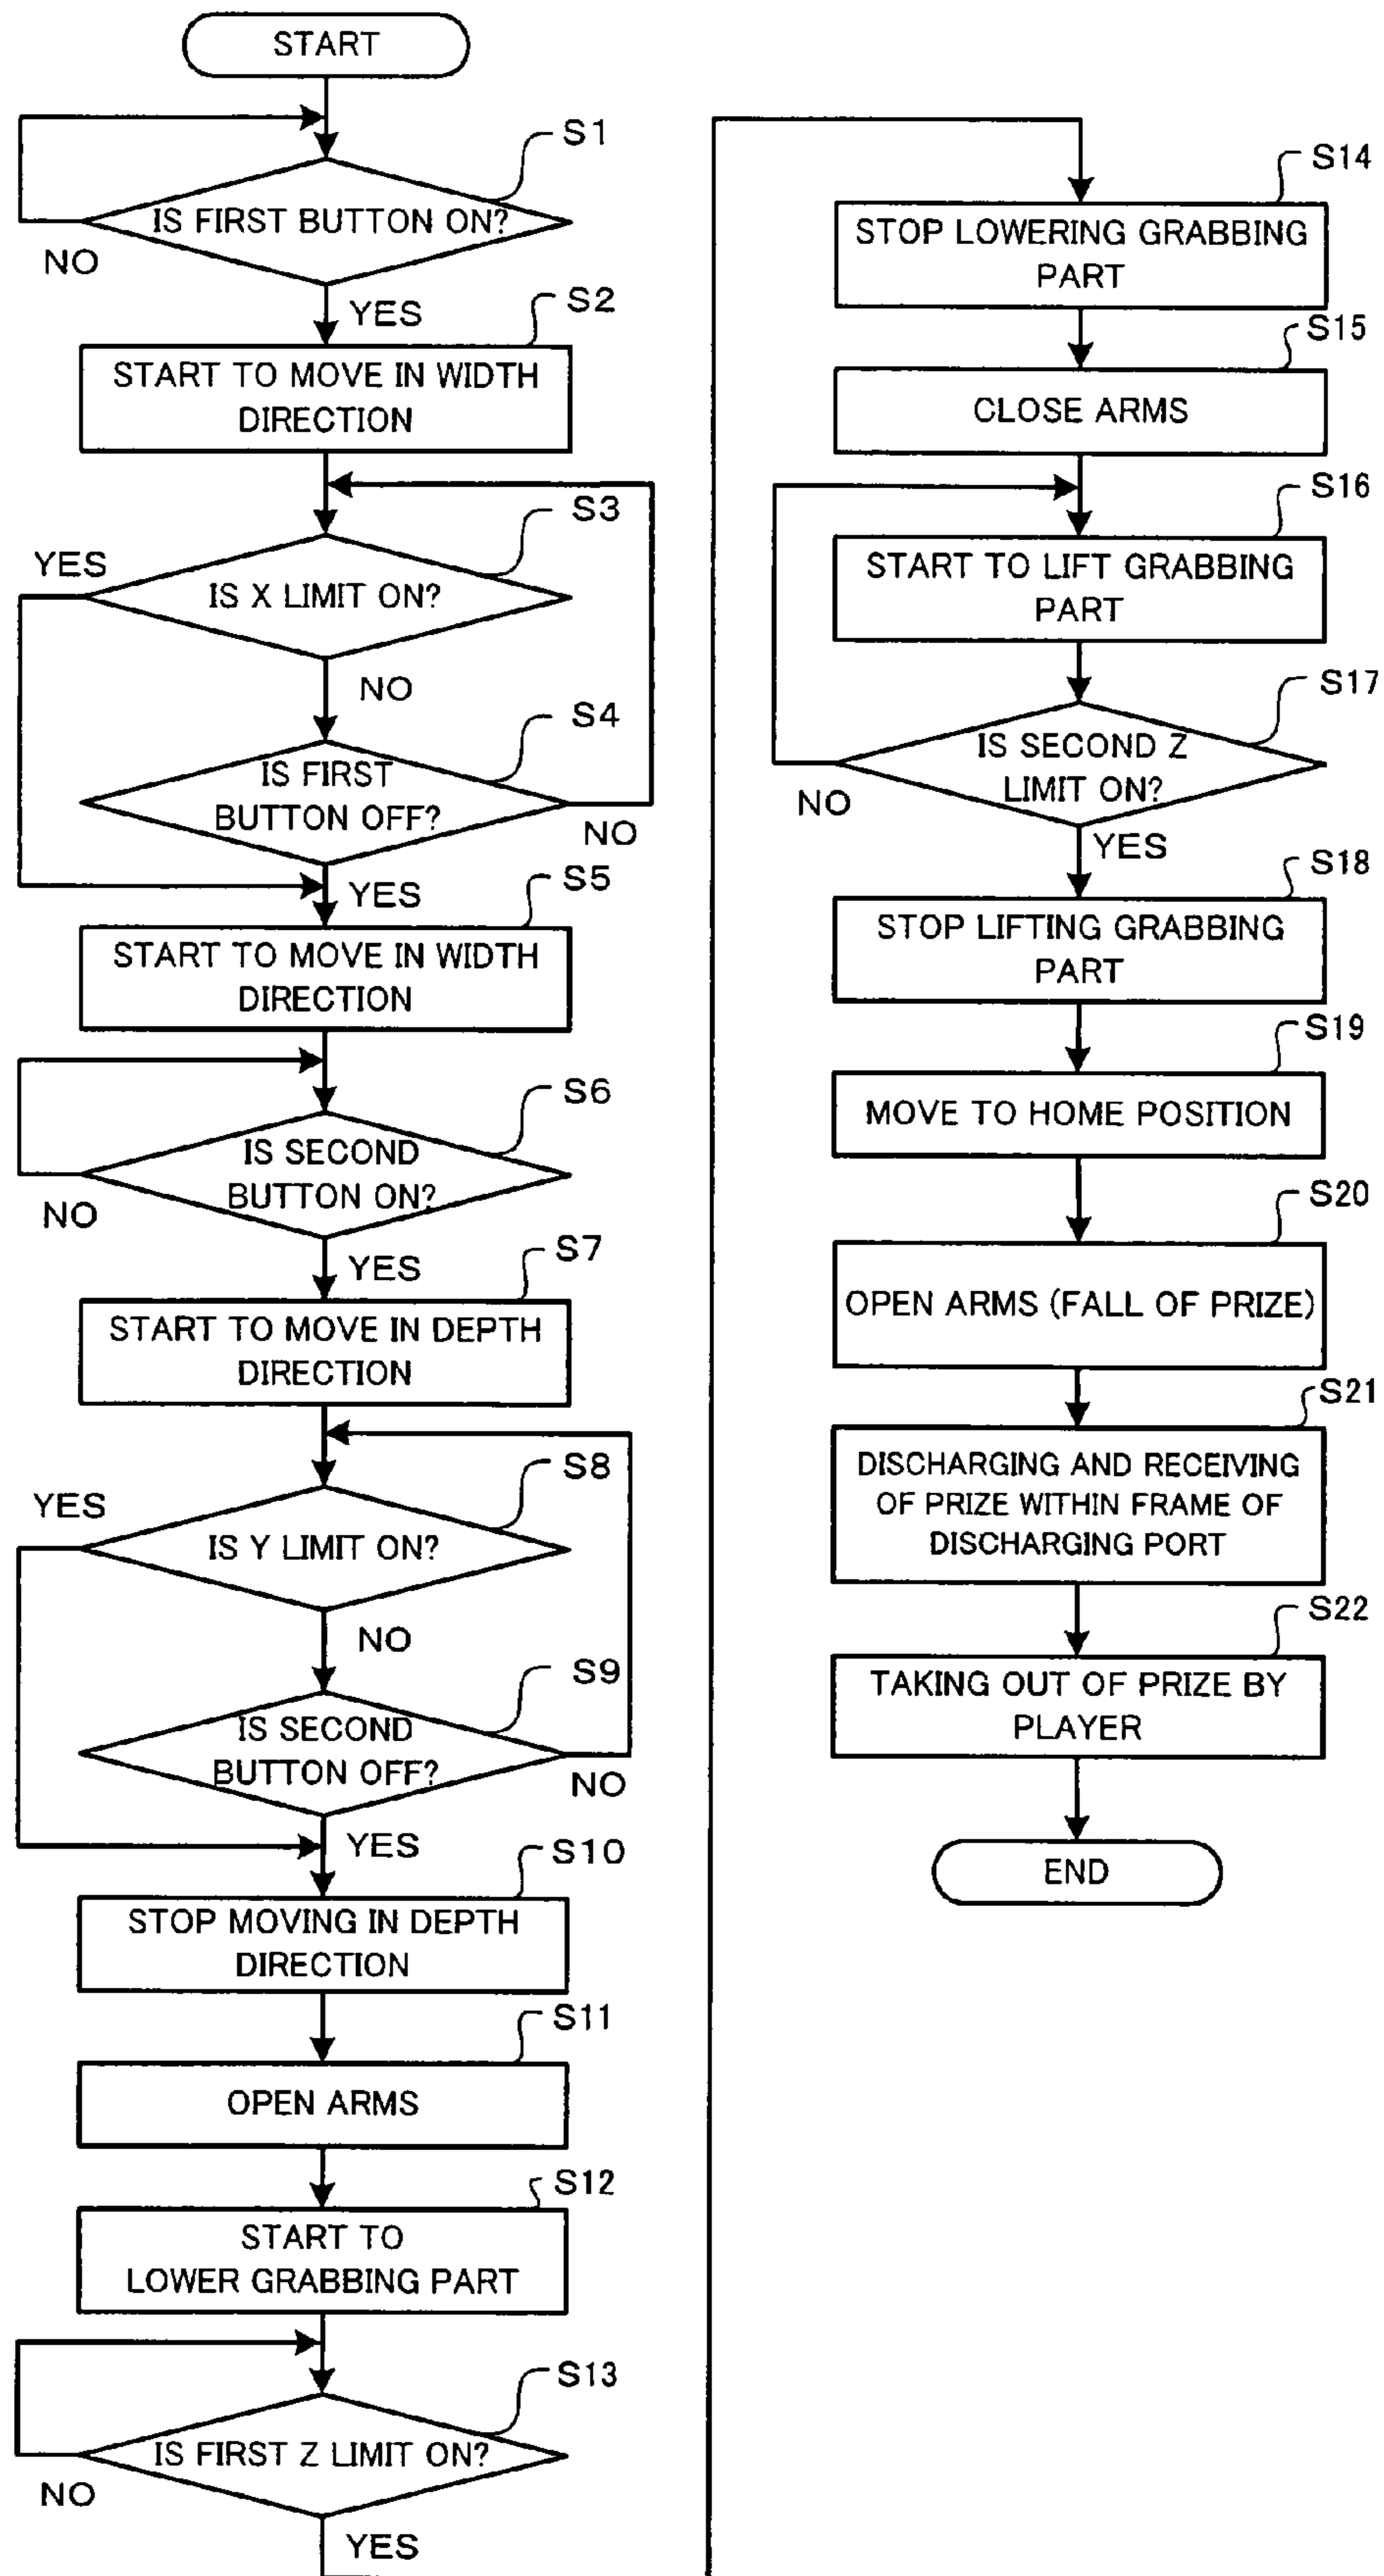 START
S1
IS FIRST BUTTON ON?
NO
YES
S2
START TO MOVE IN WIDTH
DIRECTION
S3
YES
IS X LIMIT ON?
NO
S4
IS FIRST
BUTTON OFF?
NO
YES
S5
START TO MOVE IN WIDTH
DIRECTION
S6
IS SECOND
BUTTON ON?
NO
YES
S7
START TO MOVE IN DEPTH
DIRECTION
S8
YES
IS Y LIMIT ON?
NO
S9
IS SECOND
BUTTON OFF?
NO
YES
S10
STOP MOVING IN DEPTH
DIRECTION
S11
OPEN ARMS
S12
START TO
LOWER GRABBING PART
S13
IS FIRST Z LIMIT ON?
NO
YES
S14
STOP LOWERING GRABBING
PART
S15
CLOSE ARMS
S16
START TO LIFT GRABBING
PART
S17
IS SECOND Z
LIMIT ON?
NO
YES
S18
STOP LIFTING GRABBING
PART
S19
MOVE TO HOME POSITION
S20
OPEN ARMS (FALL OF PRIZE)
S21
DISCHARGING AND RECEIVING
OF PRIZE WITHIN FRAME OF
DISCHARGING PORT
S22
TAKING OUT OF PRIZE BY
PLAYER
END